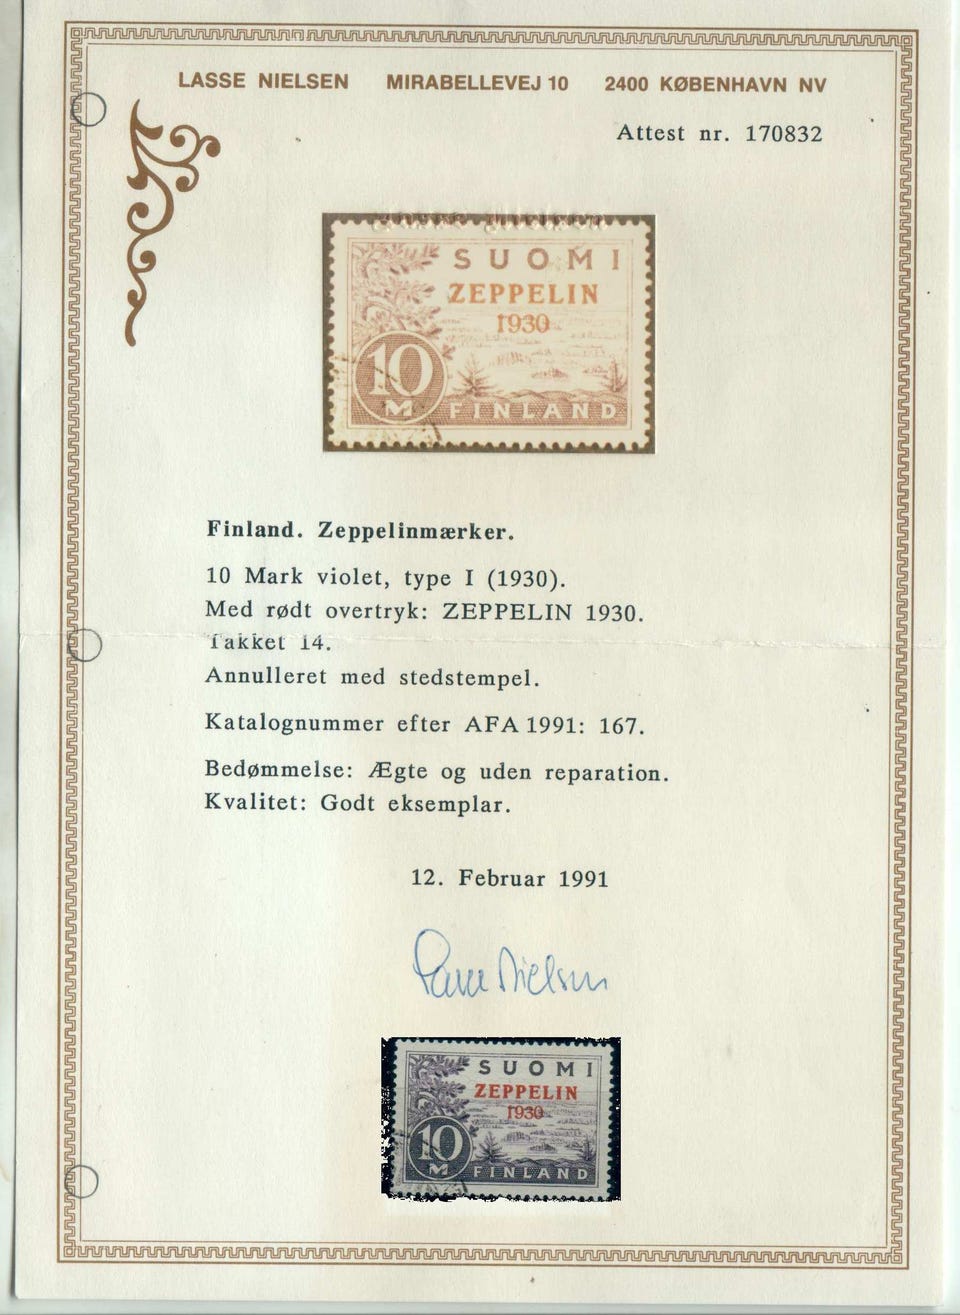 LASSE NIELSEN MIRABELLEVEJ 10 2400 KØBENHAVN NV
Attest nr. 170832
Lasse Nielsen
SUOMI
ZEPPELIN
1930
10
M FINLAND
Finland. Zeppelinmærker.
10 Mark violet, type I (1930).
Med rødt overtryk: ZEPPELIN 1930.
Takket 14.
Annulleret med stedstempel.
Katalognummer efter AFA 1991: 167.
Bedømmelse: Ægte og uden reparation.
Kvalitet: Godt eksemplar.
12. Februar 1991
Lasse Nielsen
SUOMI
ZEPPELIN
1930
10
M FINLAND